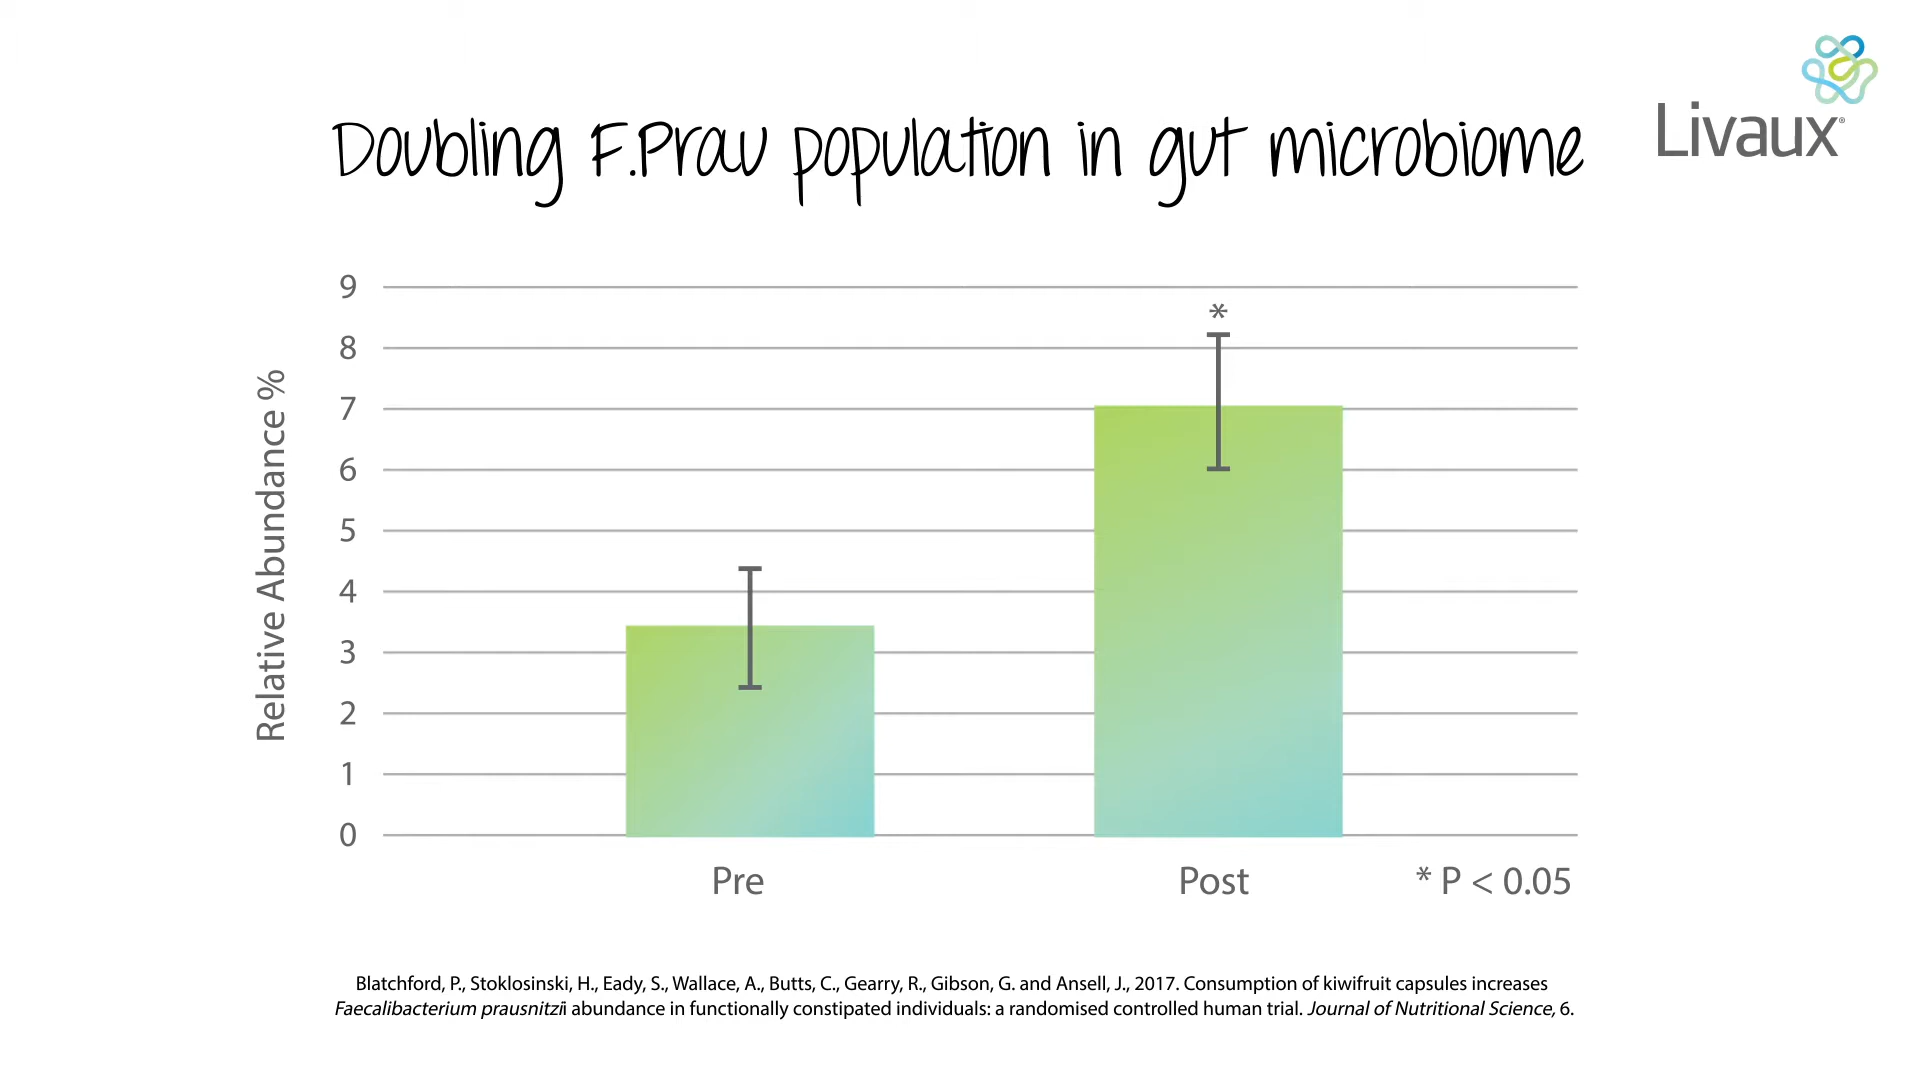 Livaux®
Doubling F.Prau population in gut microbiome
9
8
7
6
5
4
3
2
1
0
Relative Abundance %
*
Pre
Post
* P < 0.05
Blatchford, P., Stoklosinski, H., Eady, S., Wallace, A., Butts, C., Gearry, R., Gibson, G. and Ansell, J., 2017. Consumption of kiwifruit capsules increases
Faecalibacterium prausnitzii abundance in functionally constipated individuals: a randomised controlled human trial. Journal of Nutritional Science, 6.